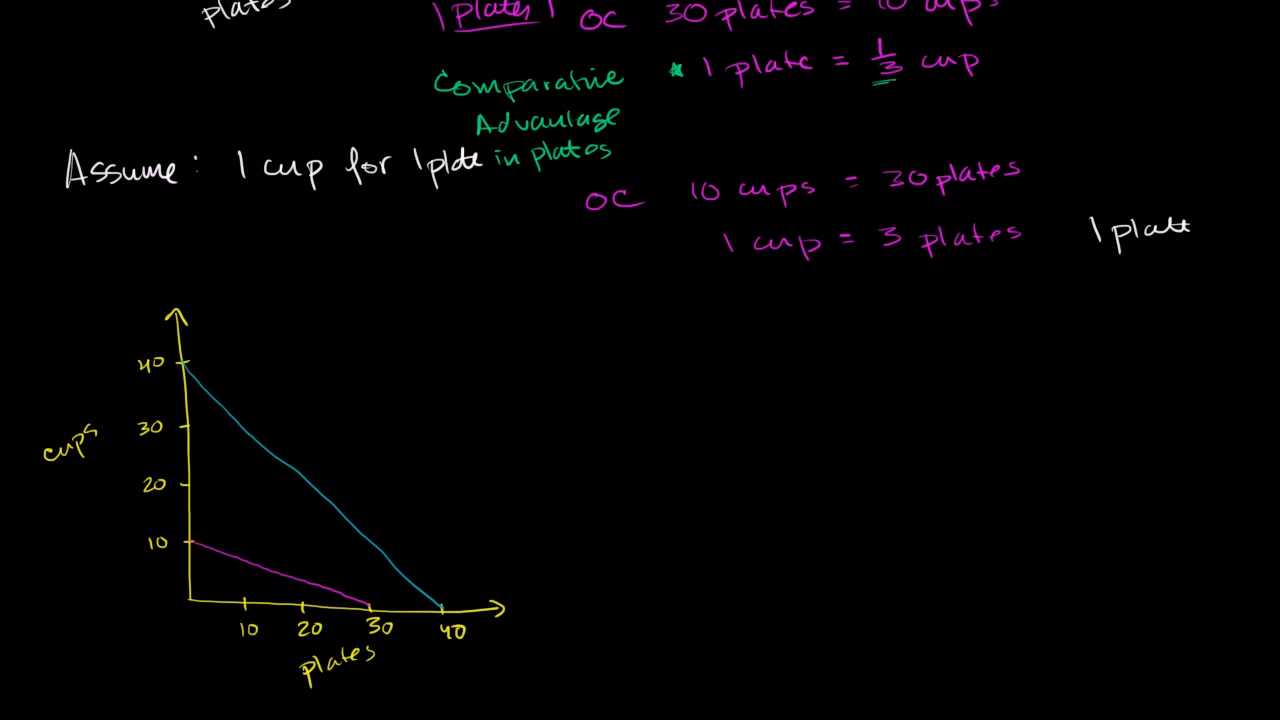 plates
1 plates 1 OC 30 plates = 10 cups
Comparative * 1 plate = 1/3 cup
Advantage
in plates
Assume: 1 cup for 1 plate
OC 10 cups = 30 plates
1 cup = 3 plates 1 plate
40
30
cups
20
10
10 20 30 40
plates